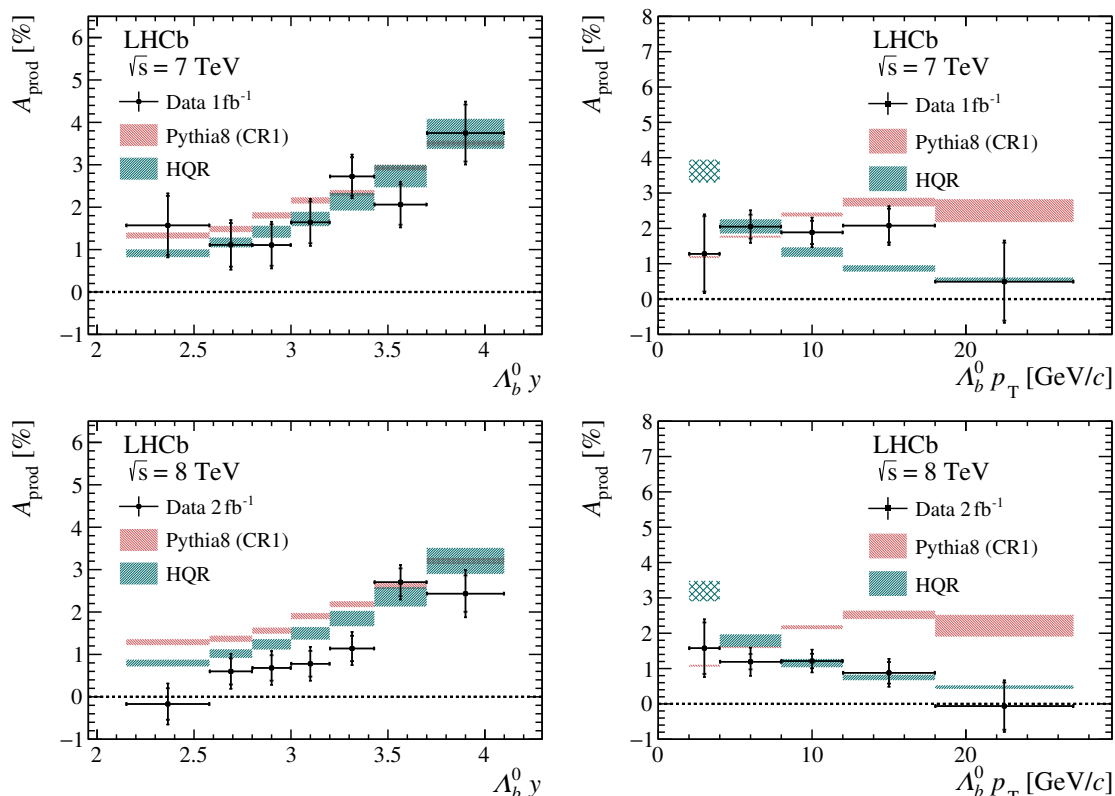 A_prod [%]
6
5
4
3
2
1
0
−1
LHCb
√s = 7 TeV
Data 1fb⁻¹
Pythia8 (CR1)
HQR
2
2.5
3
3.5
4
Λ_b^0 y
A_prod [%]
8
7
6
5
4
3
2
1
0
−1
LHCb
√s = 7 TeV
Data 1fb⁻¹
Pythia8 (CR1)
HQR
0
10
20
Λ_b^0 p_T [GeV/c]
A_prod [%]
6
5
4
3
2
1
0
−1
LHCb
√s = 8 TeV
Data 2fb⁻¹
Pythia8 (CR1)
HQR
2
2.5
3
3.5
4
Λ_b^0 y
A_prod [%]
8
7
6
5
4
3
2
1
0
−1
LHCb
√s = 8 TeV
Data 2fb⁻¹
Pythia8 (CR1)
HQR
0
10
20
Λ_b^0 p_T [GeV/c]